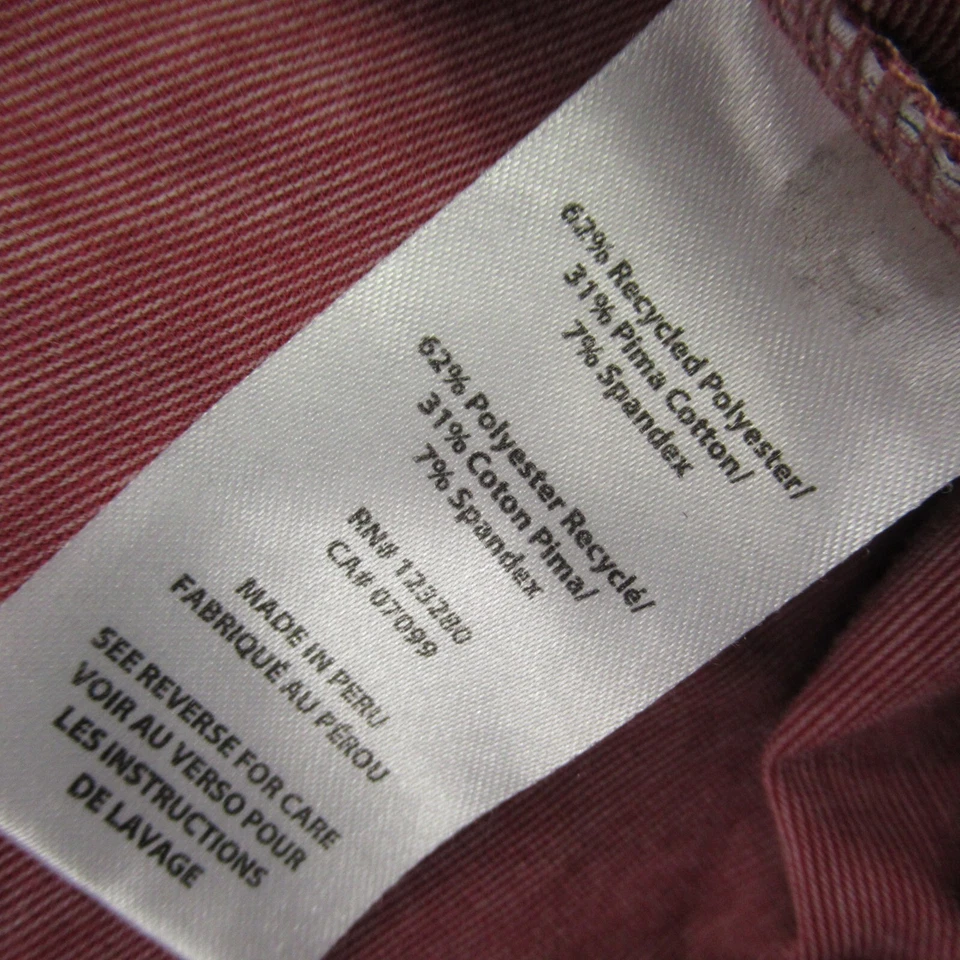 62% Recycled Polyester/
31% Pima Cotton/
7% Spandex
62% Polyester Recyclé/
31% Coton Pima/
7% Spandex
RN# 123280
CA# 07099
MADE IN PERU
FABRIQUÉ AU PÉROU
SEE REVERSE FOR CARE
VOIR AU VERSO POUR
LES INSTRUCTIONS
DE LAVAGE